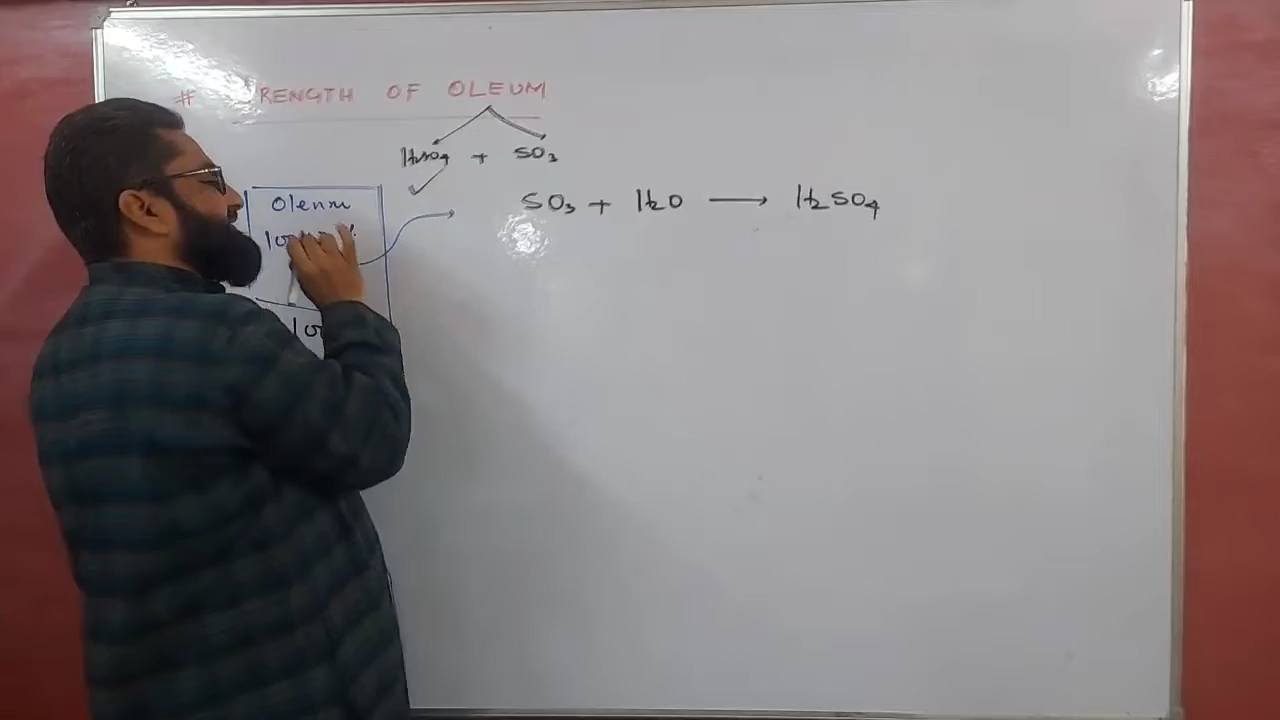 # RENGTH OF OLEUM
H₂SO₄ + SO₃
SO₃ + H₂O ⟶ H₂SO₄
Oleum